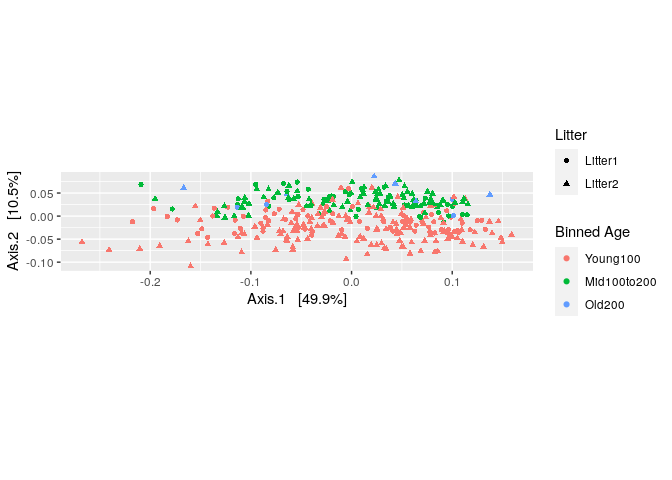 Litter
Litter1
Litter2
Binned Age
Young100
Mid100to200
Old200
Axis.2   [10.5%]
0.05
0.00
-0.05
-0.10
-0.2
-0.1
0.0
0.1
Axis.1   [49.9%]